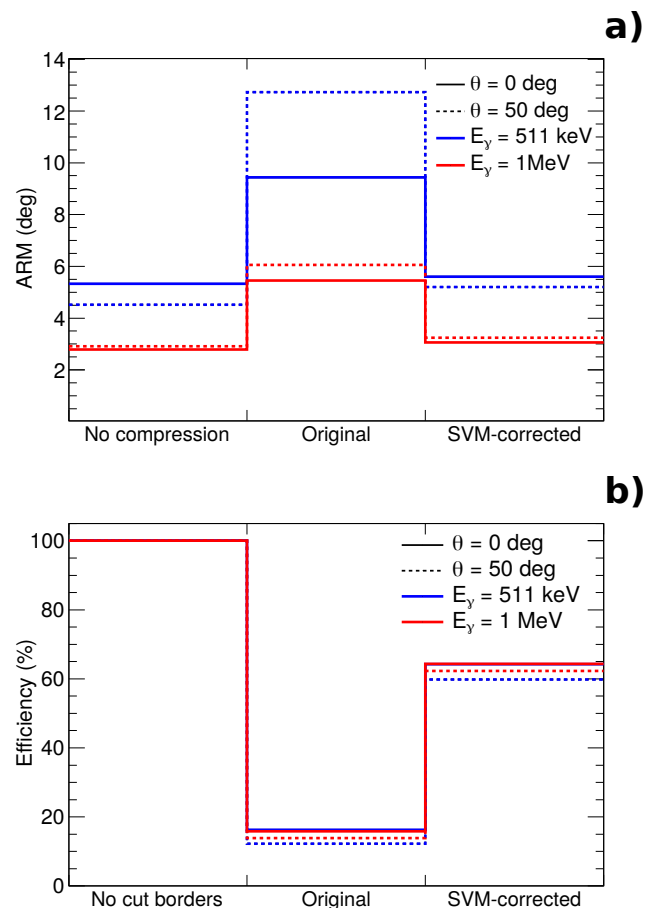 a)
14
12
10
8
6
4
2
ARM (deg)
θ = 0 deg
θ = 50 deg
Eγ = 511 keV
Eγ = 1MeV
No compression Original SVM-corrected
b)
100
80
60
40
20
0
Efficiency (%)
θ = 0 deg
θ = 50 deg
Eγ = 511 keV
Eγ = 1 MeV
No cut borders Original SVM-corrected